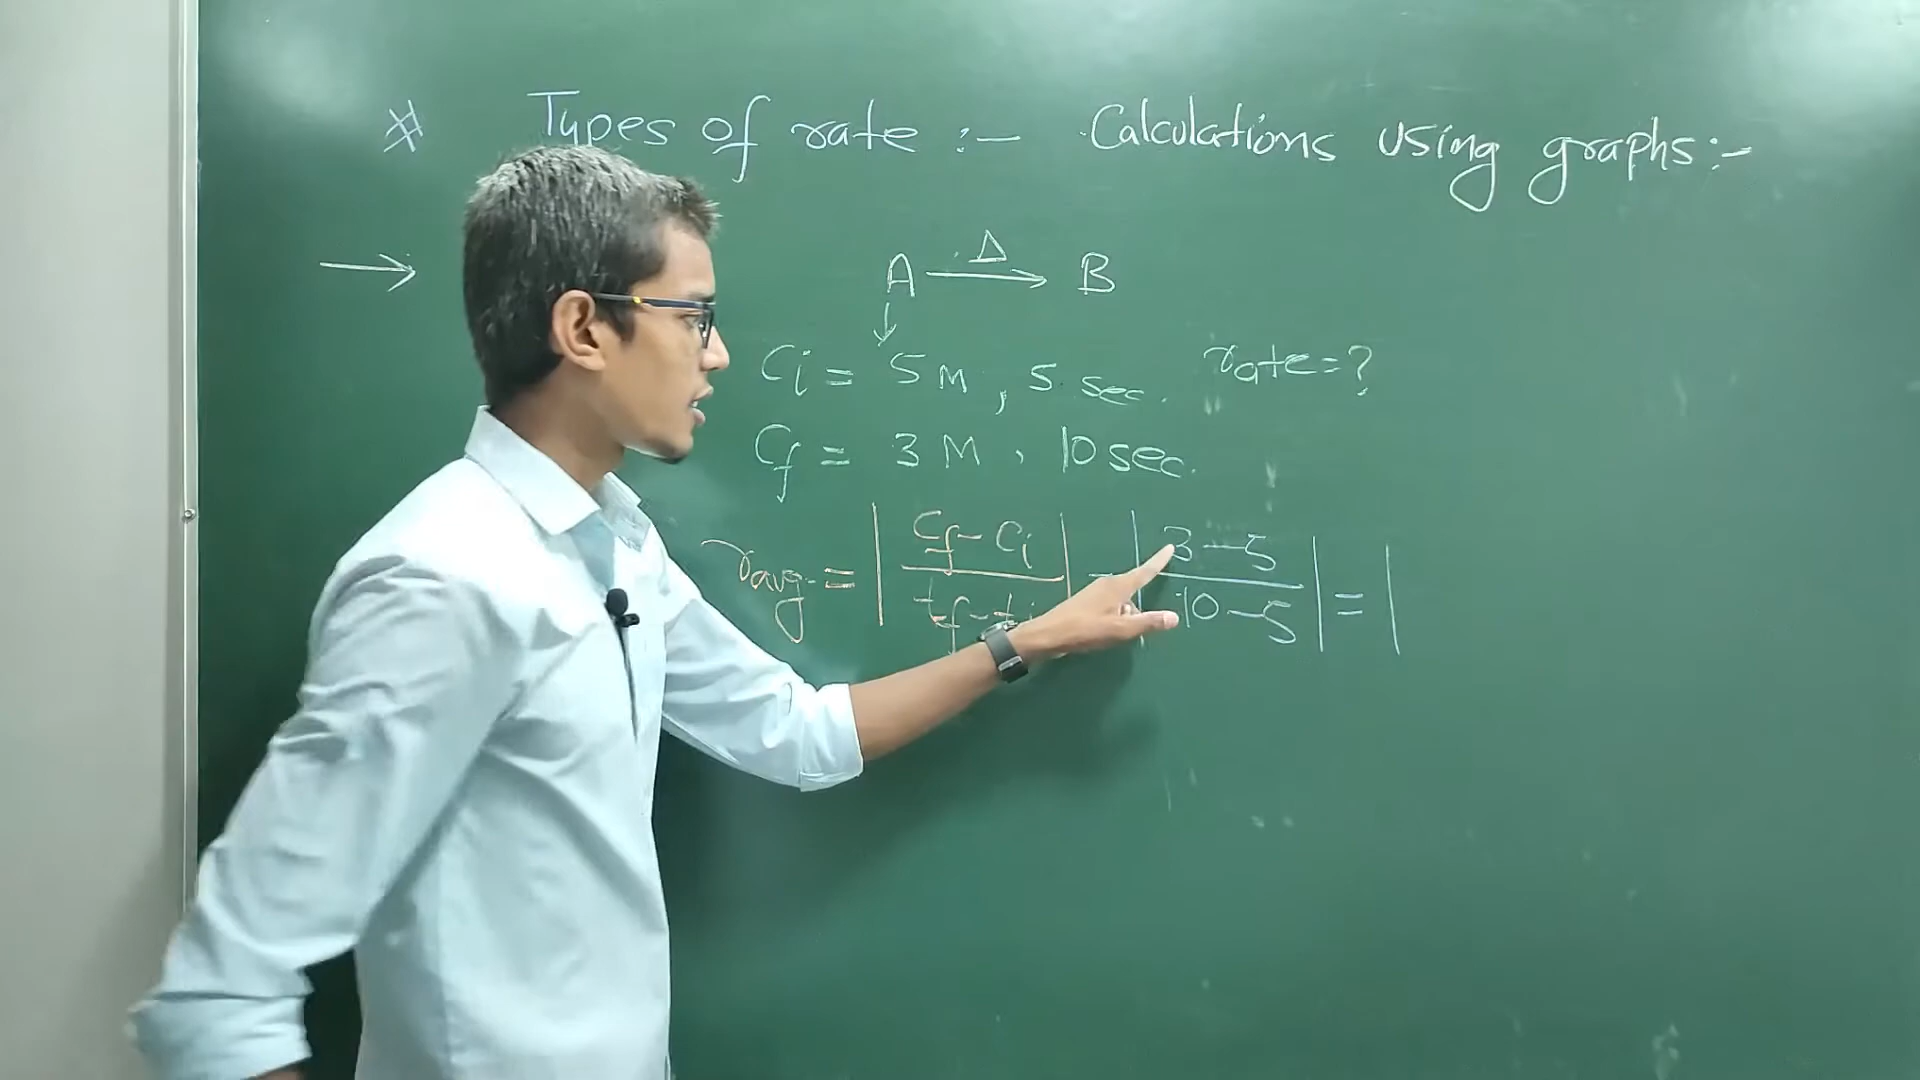 * Types of rate :- Calculations using graphs :-
→ A —Δ→ B
↓
Ci = 5 M , 5 sec. rate = ?
Cf = 3 M , 10 sec.
ravg. = | Cf - Ci / tf - ti | = | 3 - 5 / 10 - 5 | = |